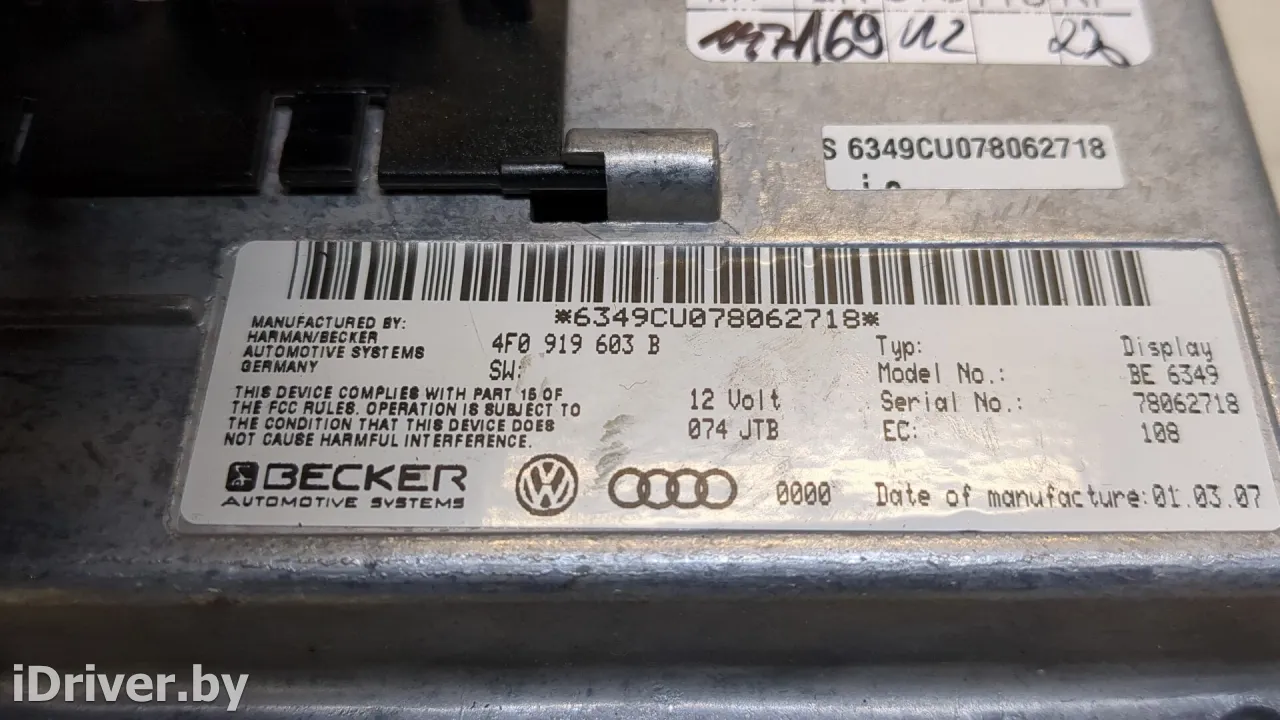 169 U2
S 6349CU078062718
*6349CU078062718*
MANUFACTURED BY:
HARMAN/BECKER
AUTOMOTIVE SYSTEMS
GERMANY
4F0 919 603 B
SW:
THIS DEVICE COMPLIES WITH PART 15 OF
THE FCC RULES. OPERATION IS SUBJECT TO
THE CONDITION THAT THIS DEVICE DOES
NOT CAUSE HARMFUL INTERFERENCE.
12 Volt
074 JTB
Typ: Display
Model No.: BE 6349
Serial No.: 78062718
EC: 108
BECKER
AUTOMOTIVE SYSTEMS
0000 Date of manufacture:01.03.07
iDriver.by